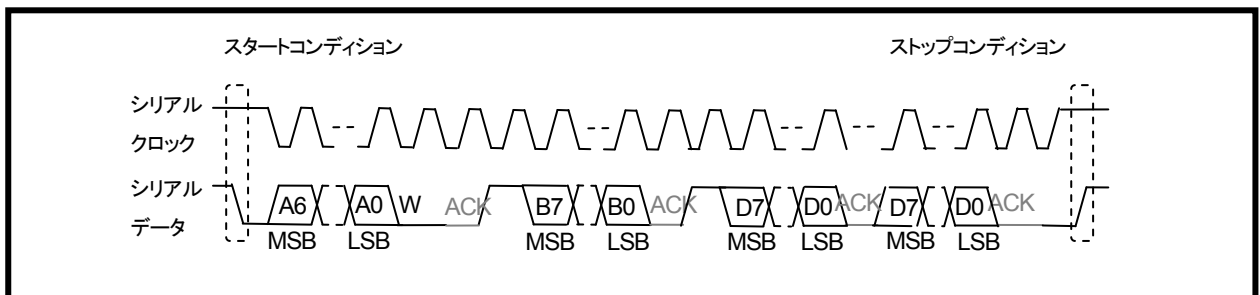 スタートコンディション ストップコンディション
シリアル
クロック
シリアル
データ
A6 A0 W ACK B7 B0 ACK D7 D0 ACK D7 D0 ACK
MSB LSB MSB LSB MSB LSB MSB LSB